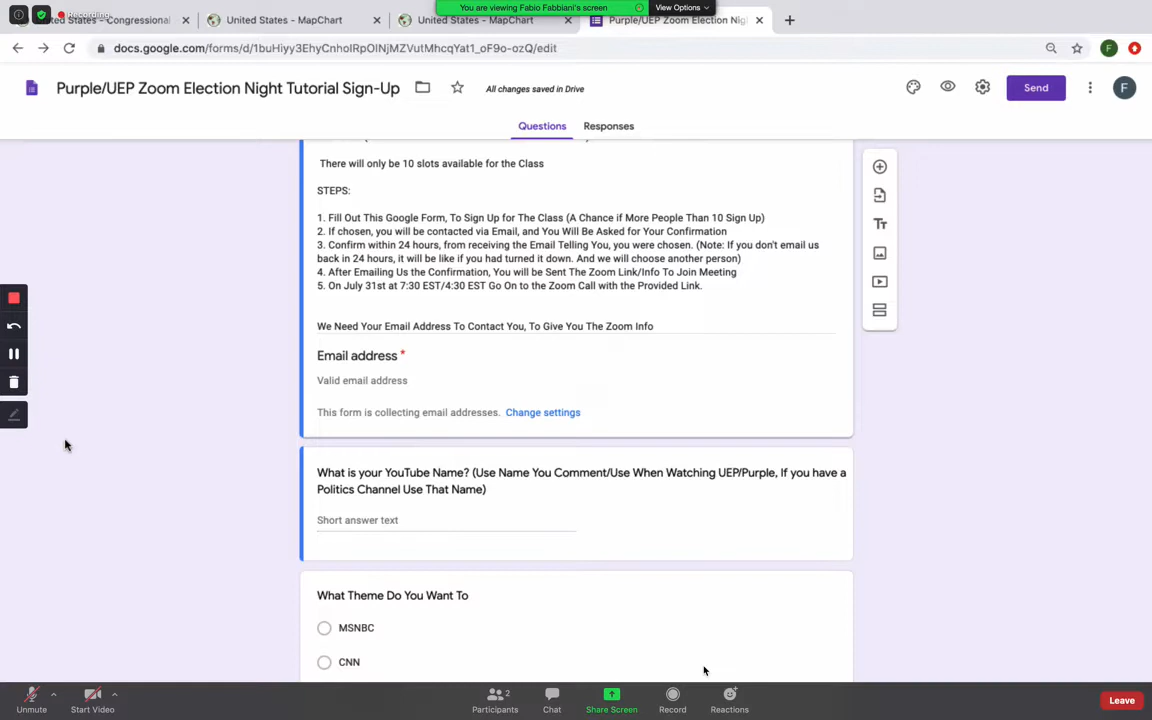 You are viewing Fabio Fabbiani's screen
View Options
Recording
s - Congressional
United States - MapChart
United States - MapChart
Purple/UEP Zoom Election Nig
docs.google.com/forms/d/1buHiyy3EhyCnholRpOlNjMZVutMhcqYat1_oF9o-ozQ/edit
F
Purple/UEP Zoom Election Night Tutorial Sign-Up
All changes saved in Drive
Send
F
Questions
Responses
There will only be 10 slots available for the Class
STEPS:
1. Fill Out This Google Form, To Sign Up for The Class (A Chance if More People Than 10 Sign Up)
2. If chosen, you will be contacted via Email, and You Will Be Asked for Your Confirmation
3. Confirm within 24 hours, from receiving the Email Telling You, you were chosen. (Note: If you don't email us
back in 24 hours, it will be like if you had turned it down. And we will choose another person)
4. After Emailing Us the Confirmation, You will be Sent The Zoom Link/Info To Join Meeting
5. On July 31st at 7:30 EST/4:30 EST Go On to the Zoom Call with the Provided Link.
We Need Your Email Address To Contact You, To Give You The Zoom Info
Email address *
Valid email address
This form is collecting email addresses. Change settings
What is your YouTube Name? (Use Name You Comment/Use When Watching UEP/Purple, If you have a
Politics Channel Use That Name)
Short answer text
What Theme Do You Want To
MSNBC
CNN
Unmute
Start Video
Participants
2
Chat
Share Screen
Record
Reactions
Leave